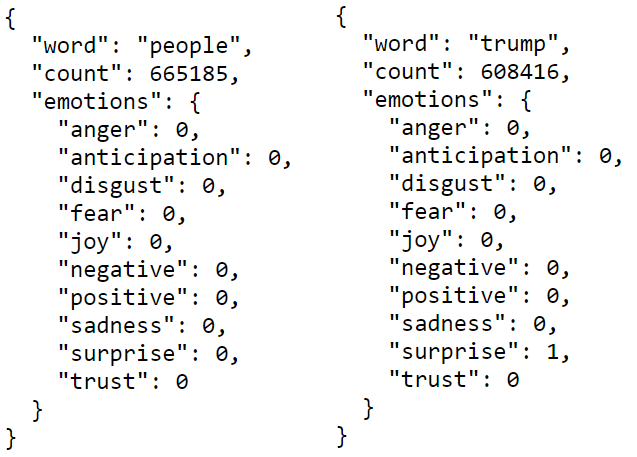 {
  "word": "people",
  "count": 665185,
  "emotions": {
    "anger": 0,
    "anticipation": 0,
    "disgust": 0,
    "fear": 0,
    "joy": 0,
    "negative": 0,
    "positive": 0,
    "sadness": 0,
    "surprise": 0,
    "trust": 0
  }
}
{
  "word": "trump",
  "count": 608416,
  "emotions": {
    "anger": 0,
    "anticipation": 0,
    "disgust": 0,
    "fear": 0,
    "joy": 0,
    "negative": 0,
    "positive": 0,
    "sadness": 0,
    "surprise": 1,
    "trust": 0
  }
}